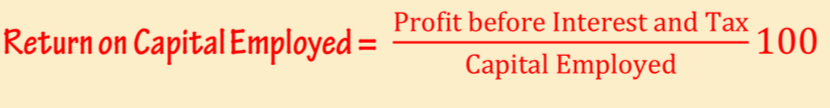 Return on Capital Employed = Profit before Interest and Tax 100
Capital Employed